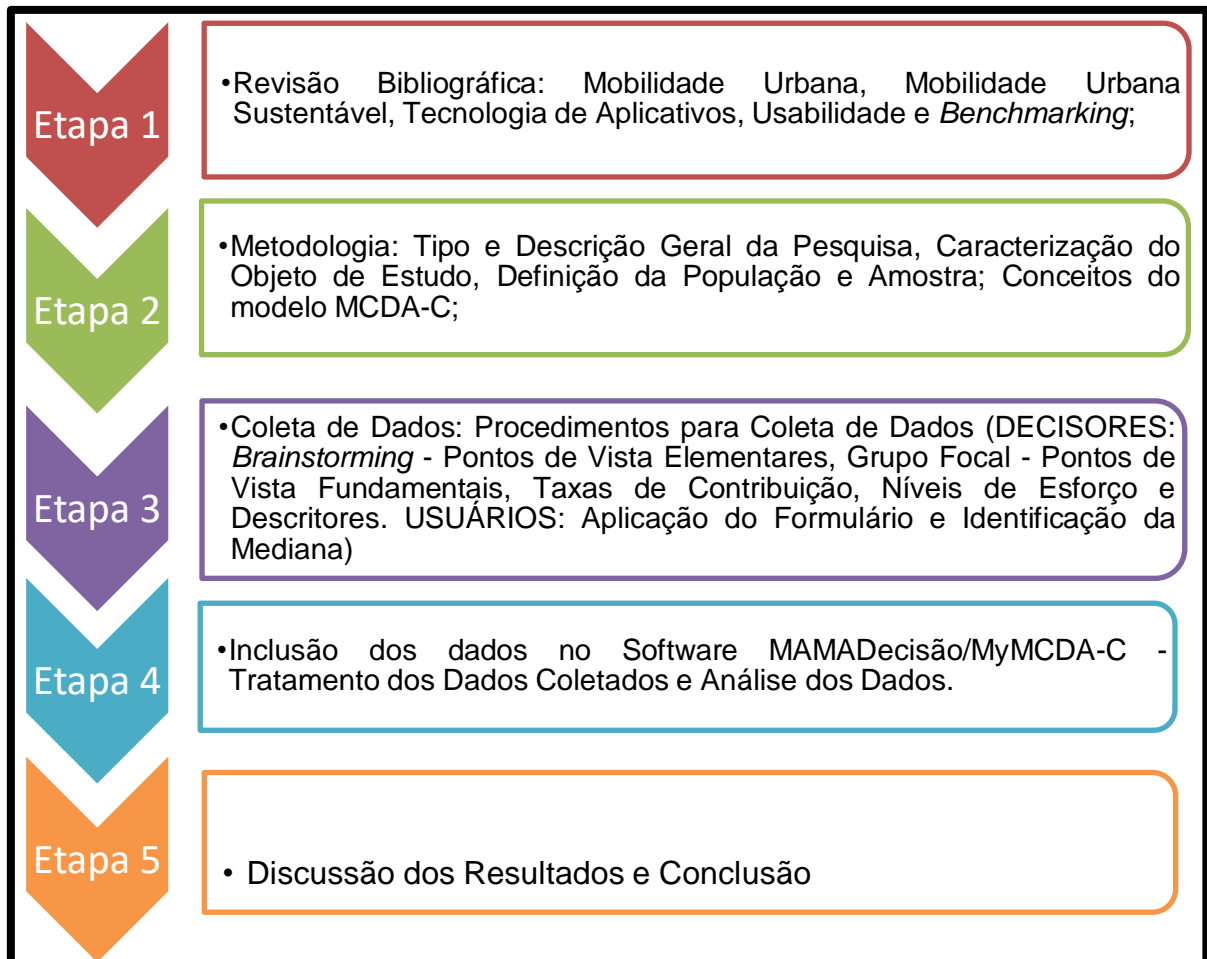 Etapa 1
•Revisão Bibliográfica: Mobilidade Urbana, Mobilidade Urbana
Sustentável, Tecnologia de Aplicativos, Usabilidade e Benchmarking;
Etapa 2
•Metodologia: Tipo e Descrição Geral da Pesquisa, Caracterização do
Objeto de Estudo, Definição da População e Amostra; Conceitos do
modelo MCDA-C;
Etapa 3
•Coleta de Dados: Procedimentos para Coleta de Dados (DECISORES:
Brainstorming - Pontos de Vista Elementares, Grupo Focal - Pontos de
Vista Fundamentais, Taxas de Contribuição, Níveis de Esforço e
Descritores. USUÁRIOS: Aplicação do Formulário e Identificação da
Mediana)
Etapa 4
•Inclusão dos dados no Software MAMADecisão/MyMCDA-C -
Tratamento dos Dados Coletados e Análise dos Dados.
Etapa 5
• Discussão dos Resultados e Conclusão